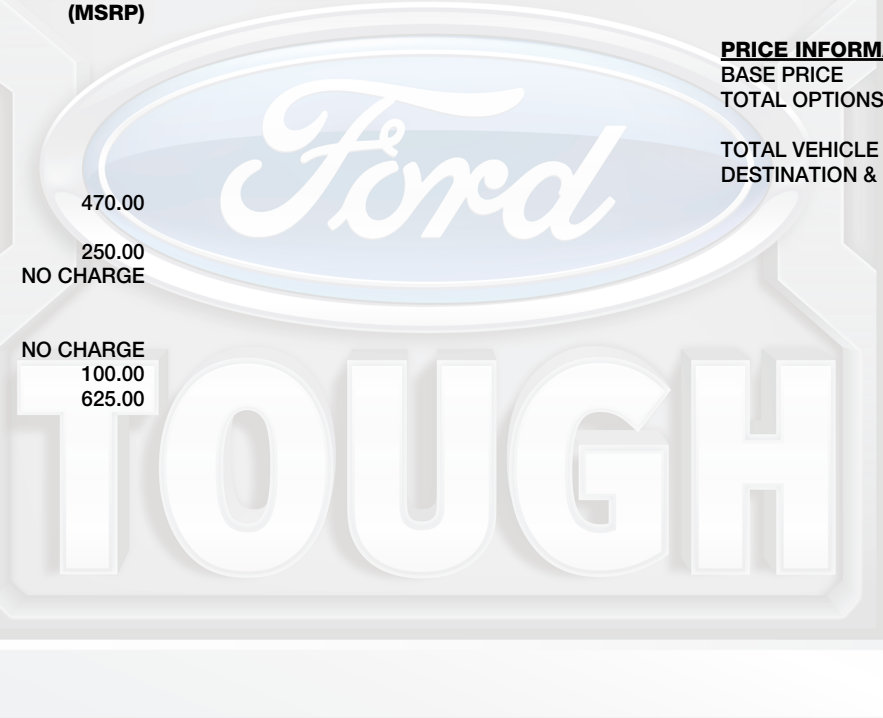 (MSRP)
470.00
250.00
NO CHARGE
NO CHARGE
100.00
625.00
PRICE INFORMA
BASE PRICE
TOTAL OPTIONS
TOTAL VEHICLE
DESTINATION &
Ford
TOUGH